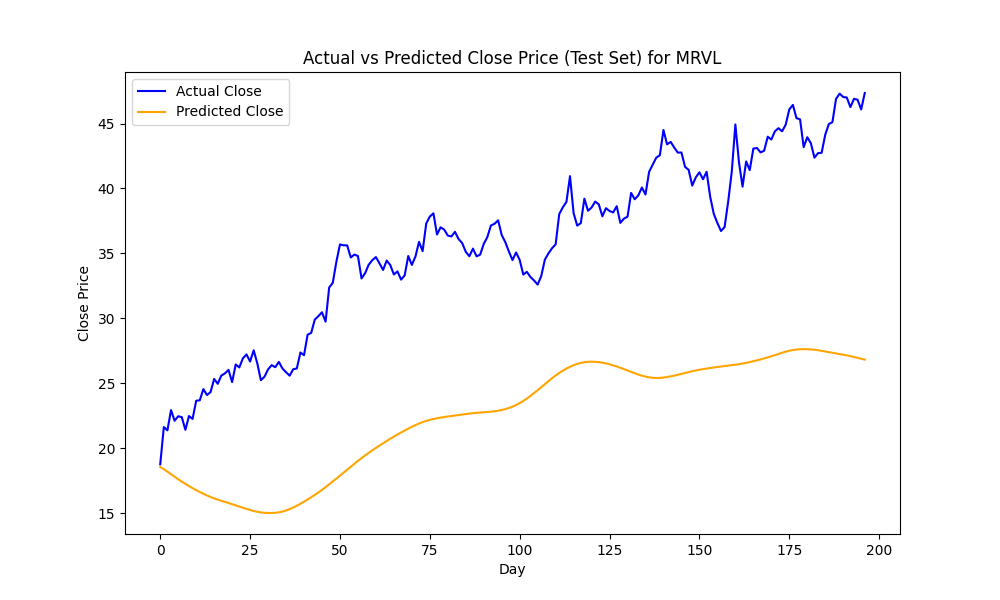 Actual vs Predicted Close Price (Test Set) for MRVL
Actual Close
Predicted Close
Close Price
45
40
35
30
25
20
15
0 25 50 75 100 125 150 175 200
Day